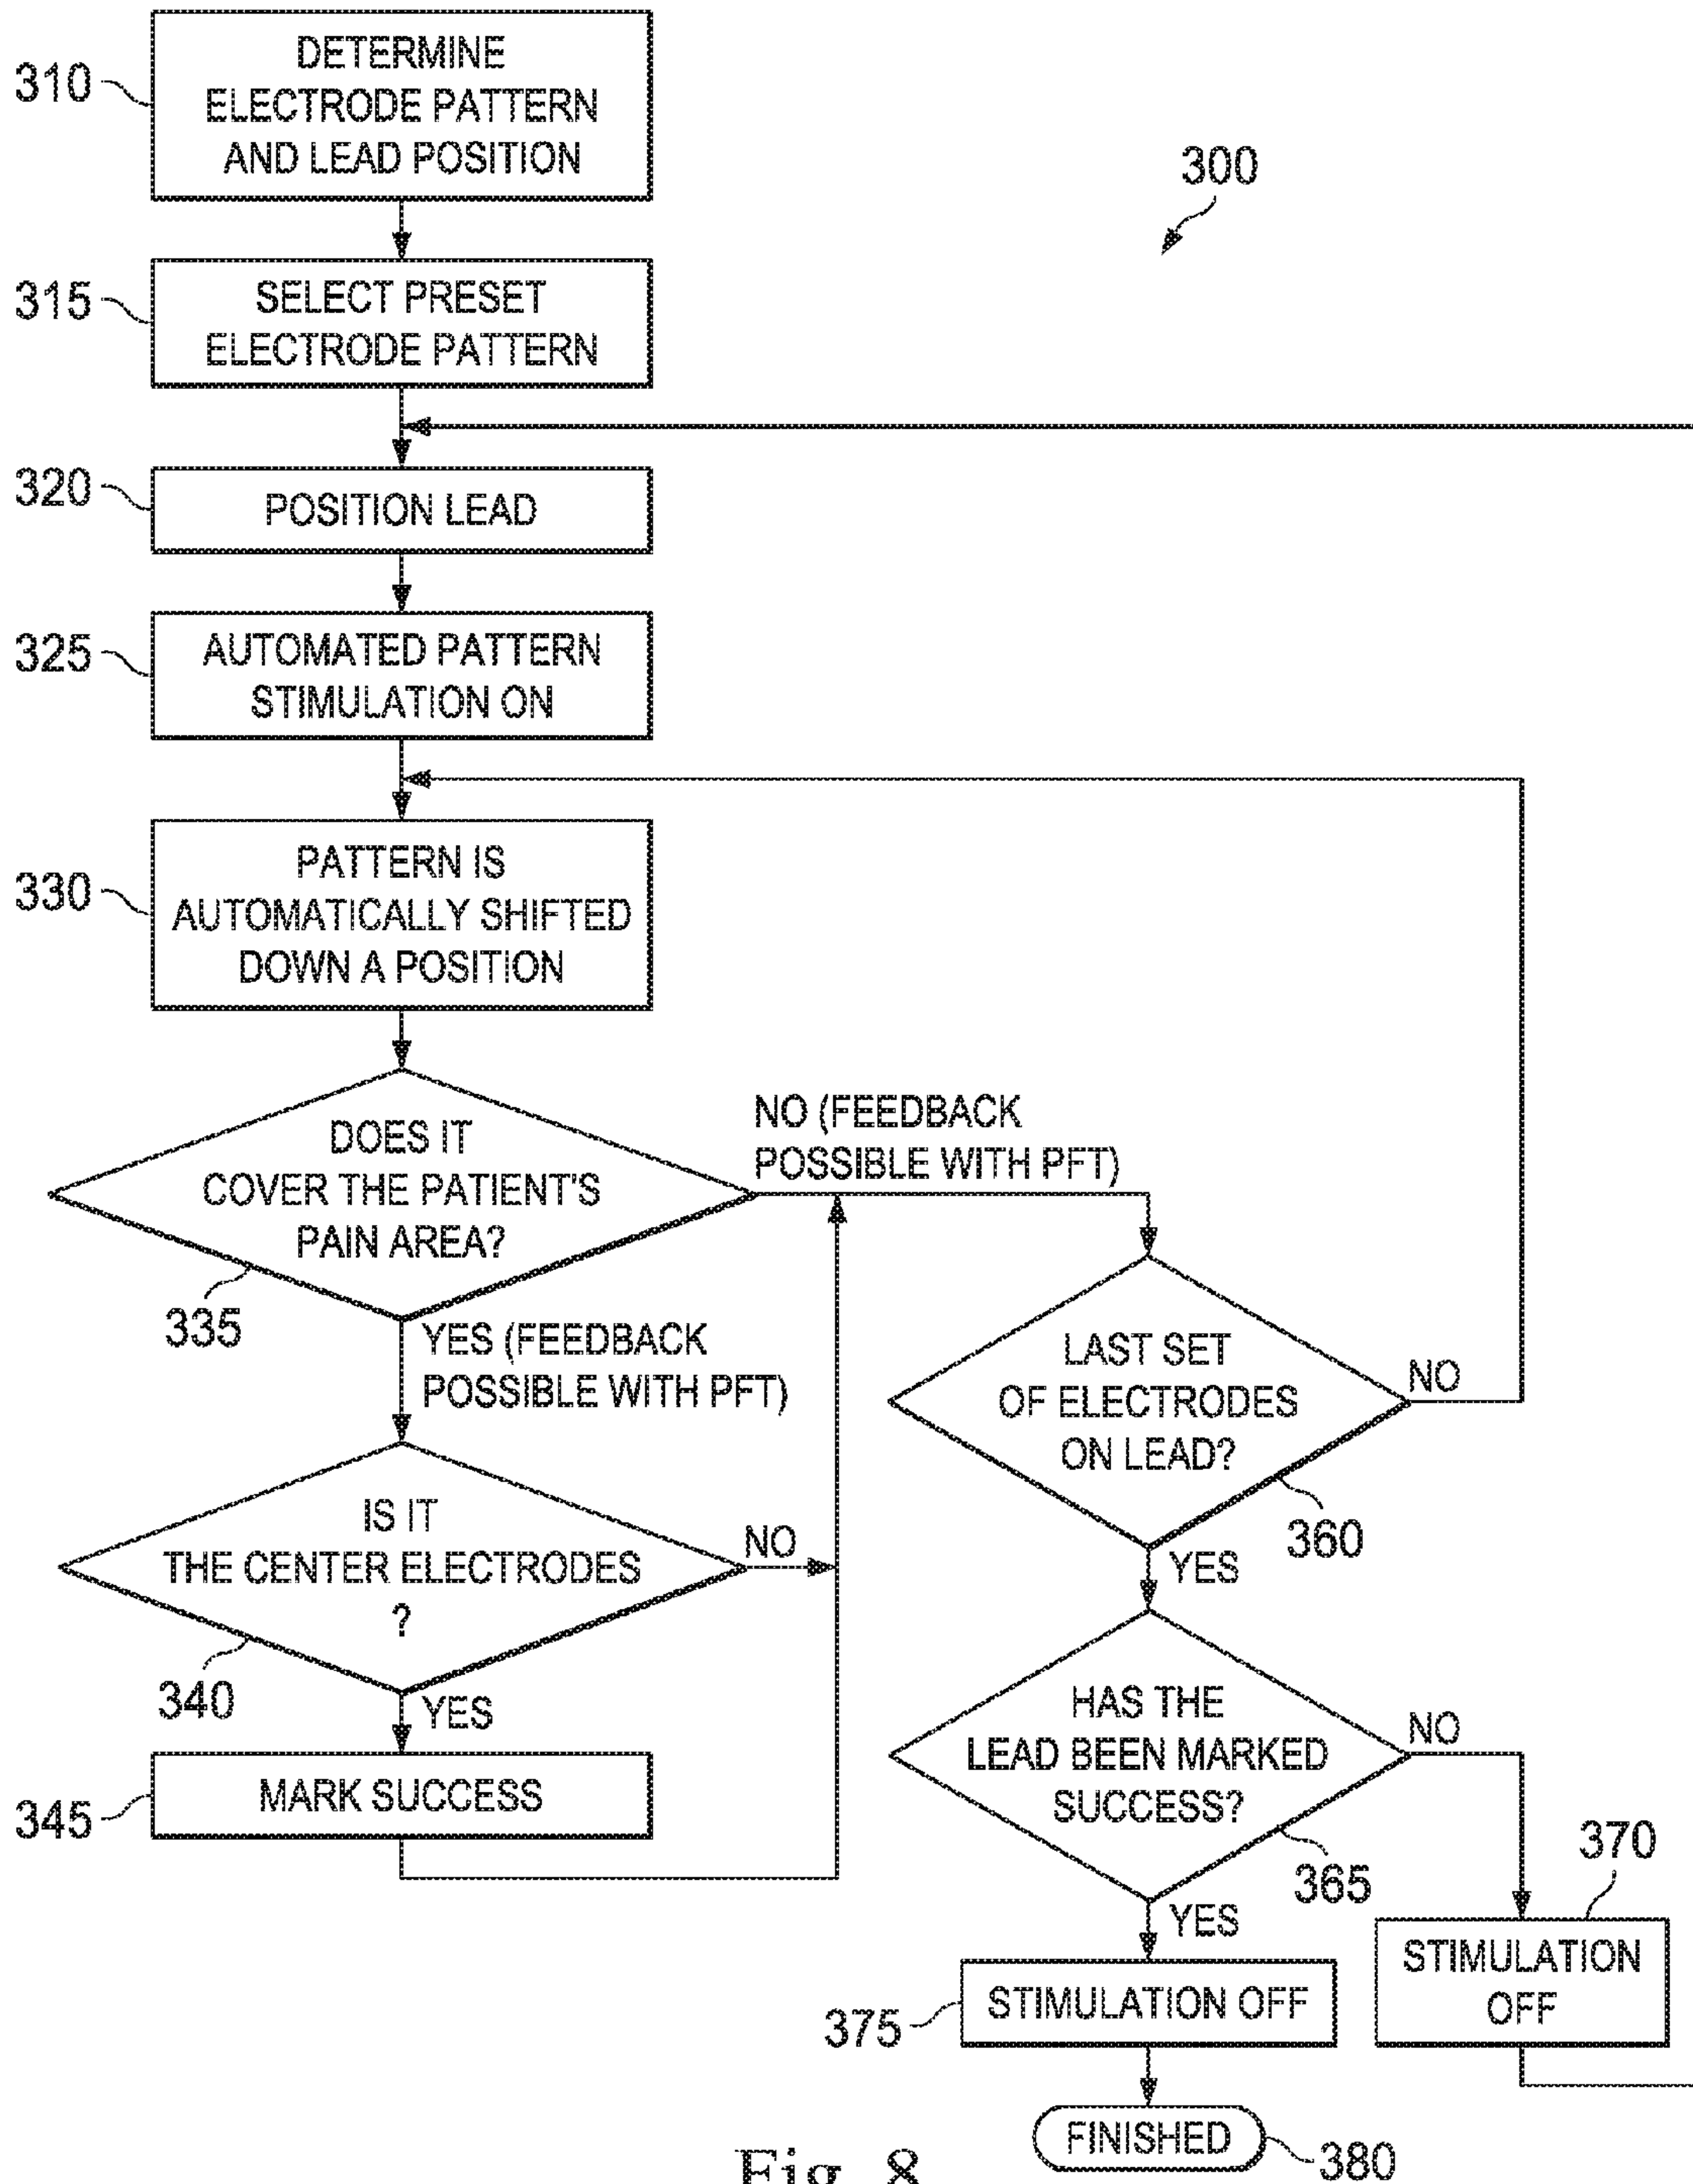 310
DETERMINE
ELECTRODE PATTERN
AND LEAD POSITION
300
315
SELECT PRESET
ELECTRODE PATTERN
320
POSITION LEAD
325
AUTOMATED PATTERN
STIMULATION ON
330
PATTERN IS
AUTOMATICALLY SHIFTED
DOWN A POSITION
DOES IT
COVER THE PATIENT'S
PAIN AREA?
335
NO (FEEDBACK
POSSIBLE WITH PFT)
YES (FEEDBACK
POSSIBLE WITH PFT)
IS IT
THE CENTER ELECTRODES
?
340
NO
YES
345
MARK SUCCESS
LAST SET
OF ELECTRODES
ON LEAD?
360
NO
YES
HAS THE
LEAD BEEN MARKED
SUCCESS?
365
NO
YES
370
STIMULATION
OFF
375
STIMULATION OFF
FINISHED
380
Fig. 8